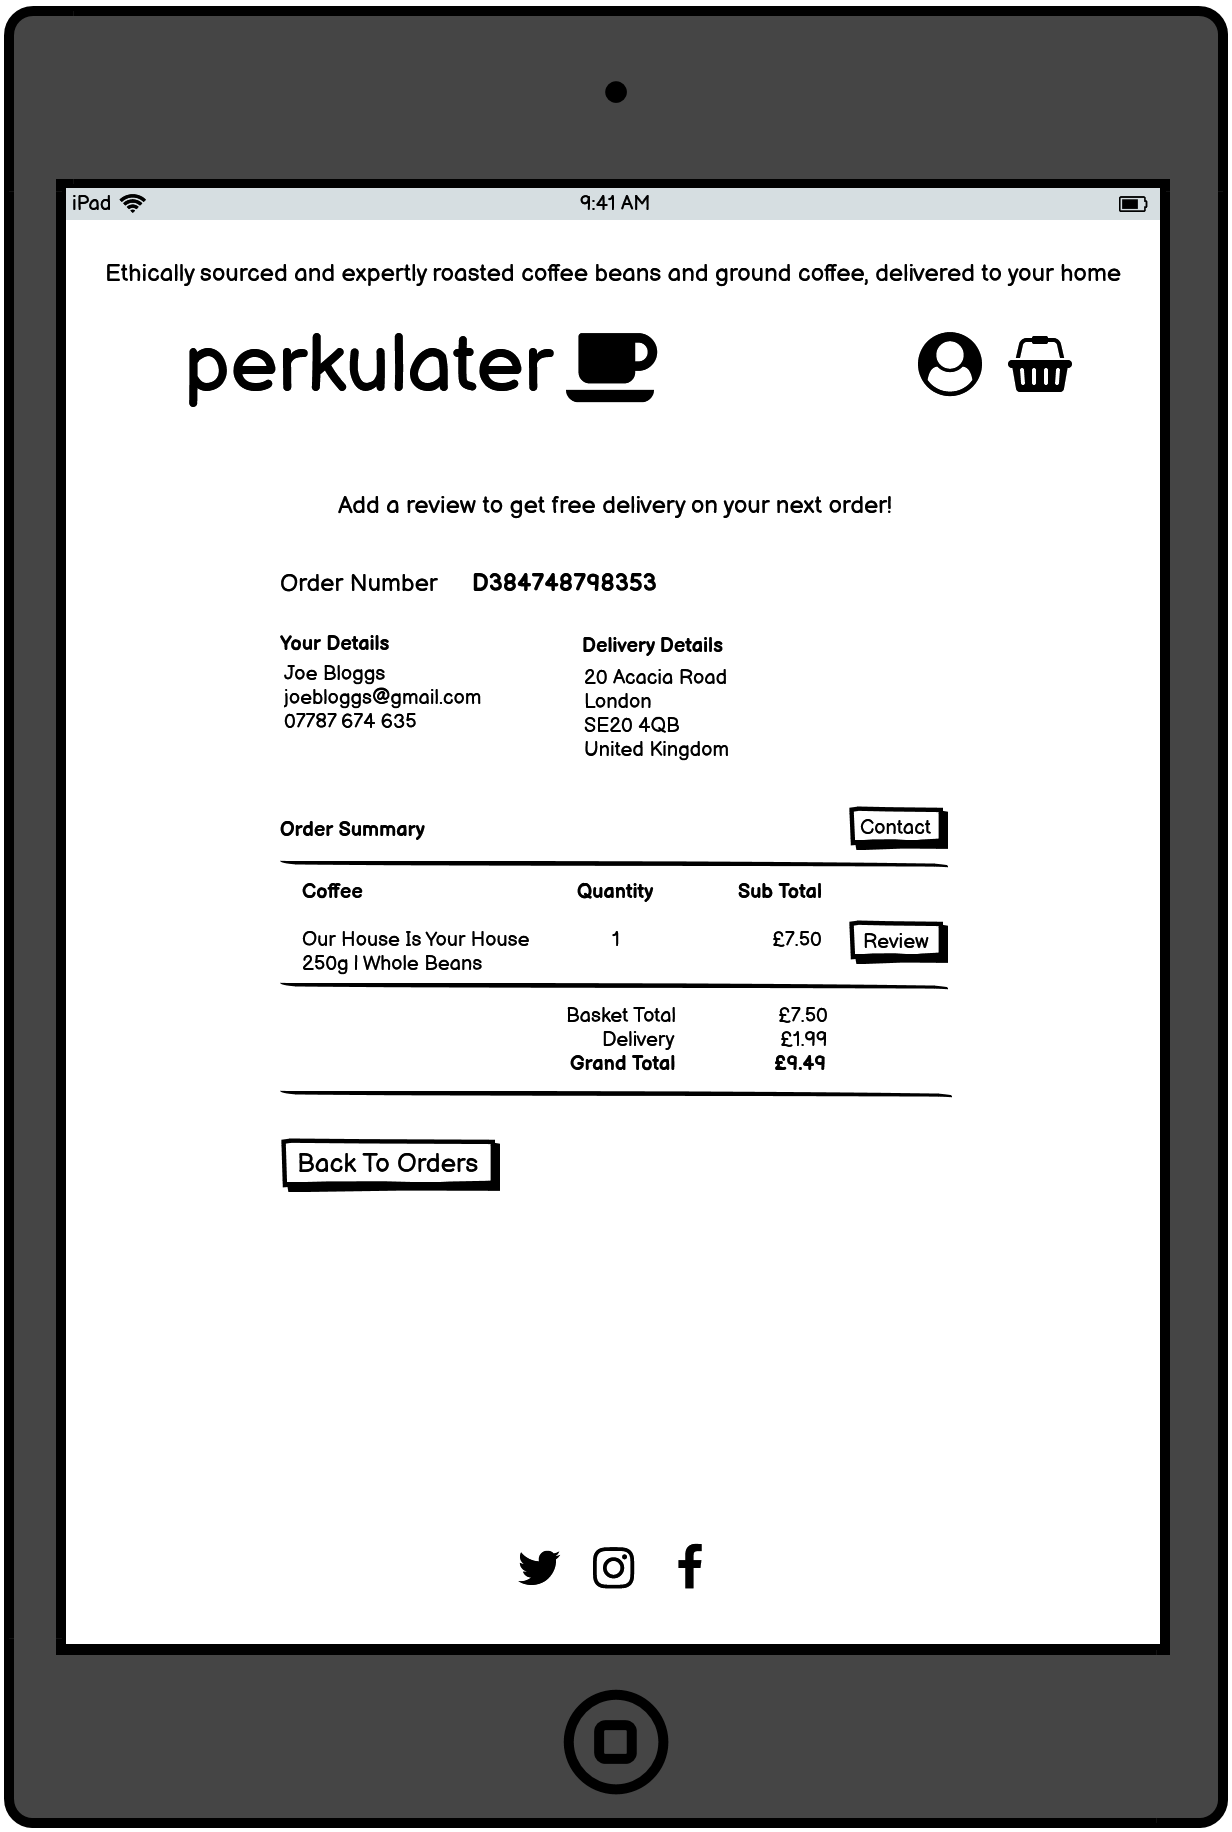 iPad 9:41 AM
Ethically sourced and expertly roasted coffee beans and ground coffee, delivered to your home
perkulater
Add a review to get free delivery on your next order!
Order Number D384748798353
Your Details
Joe Bloggs
joebloggs@gmail.com
07787 674 635
Delivery Details
20 Acacia Road
London
SE20 4QB
United Kingdom
Order Summary Contact
Coffee Quantity Sub Total
Our House Is Your House 1 £7.50 Review
250g | Whole Beans
Basket Total £7.50
Delivery £1.99
Grand Total £9.49
Back To Orders